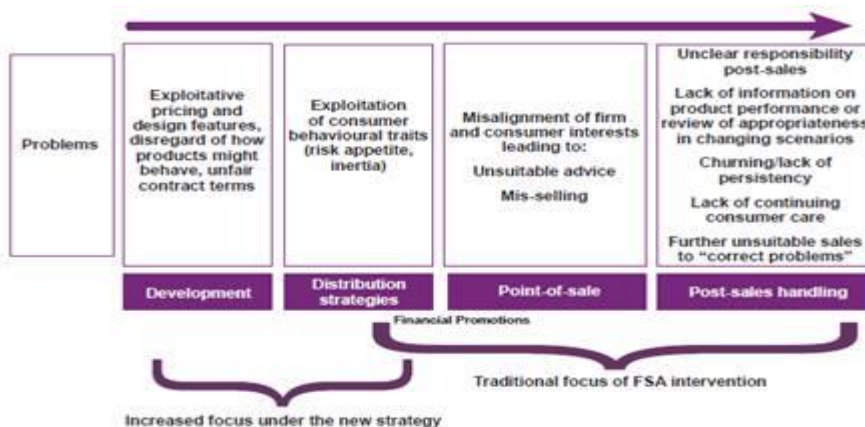 Problems
Exploitative
pricing and
design features,
disregard of how
products might
behave, unfair
contract terms
Exploitation
of consumer
behavioural traits
(risk appetite,
inertia)
Misalignment of firm
and consumer interests
leading to:
Unsuitable advice
Mis-selling
Unclear responsibility
post-sales
Lack of information on
product performance or
review of appropriateness
in changing scenarios
Churning/lack of
persistency
Lack of continuing
consumer care
Further unsuitable sales
to “correct problems”
Development
Distribution
strategies
Point-of-sale
Post-sales handling
Financial Promotions
Traditional focus of FSA intervention
Increased focus under the new strategy